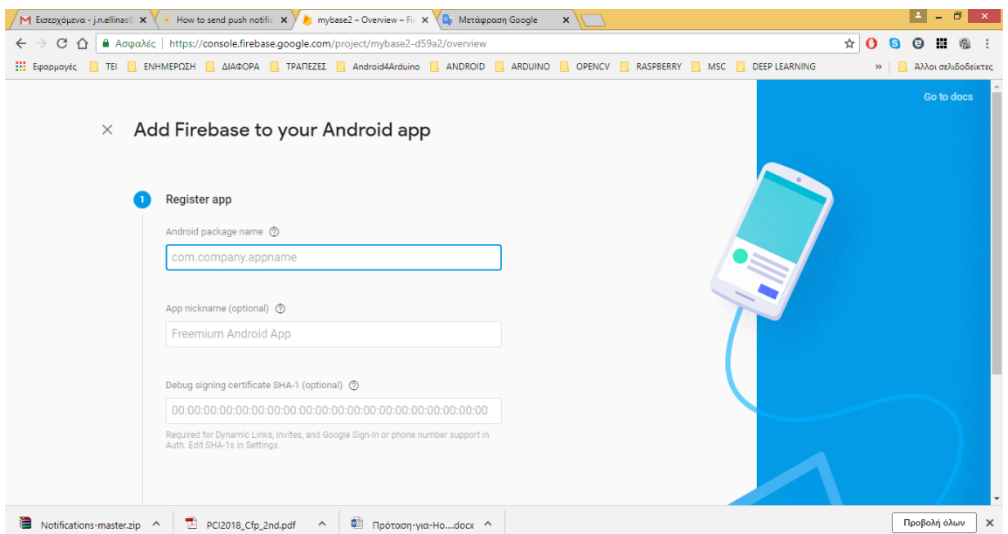 Εισερχόμενα - j.n.ellinas@
How to send push notific
mybase2 – Overview – Fir
Μετάφραση Google
Ασφαλές | https://console.firebase.google.com/project/mybase2-d59a2/overview
Εφαρμογές TEI ΕΝΗΜΕΡΩΣΗ ΔΙΑΦΟΡΑ ΤΡΑΠΕΖΕΣ Android4Arduino ANDROID ARDUINO OPENCV RASPBERRY MSC DEEP LEARNING » Άλλοι σελιδοδείκτες
Go to docs
Add Firebase to your Android app
1 Register app
Android package name
com.company.appname
App nickname (optional)
Freemium Android App
Debug signing certificate SHA-1 (optional)
00:00:00:00:00:00:00:00:00:00:00:00:00:00:00:00:00:00:00:00
Required for Dynamic Links, Invites, and Google Sign-In or phone number support in
Auth. Edit SHA-1s in Settings.
Notifications-master.zip
PCI2018_Cfp_2nd.pdf
Πρόταση-για-Ho....docx
Προβολή όλων